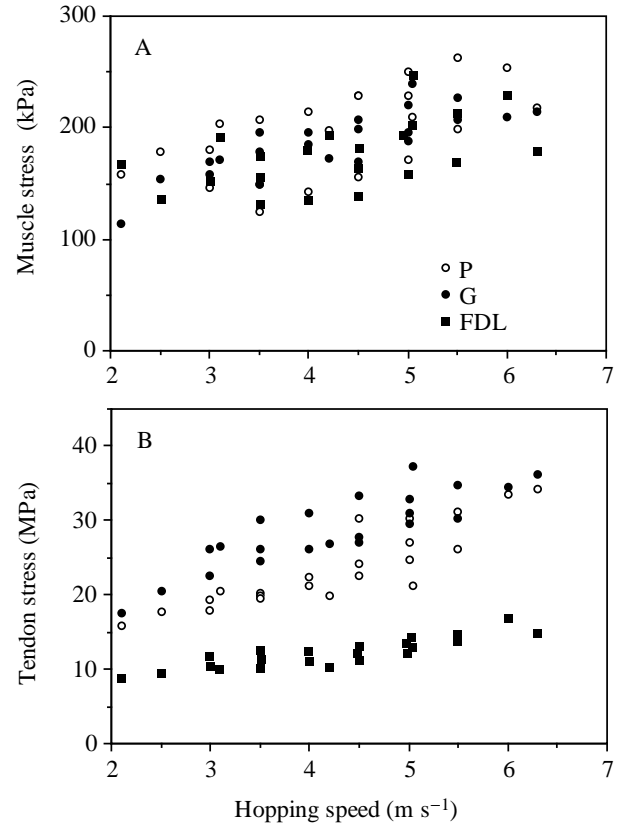 300
A
200
100
0
Muscle stress (kPa)
P
G
FDL
2 3 4 5 6 7
B
40
30
20
10
0
Tendon stress (MPa)
2 3 4 5 6 7
Hopping speed (m s⁻¹)